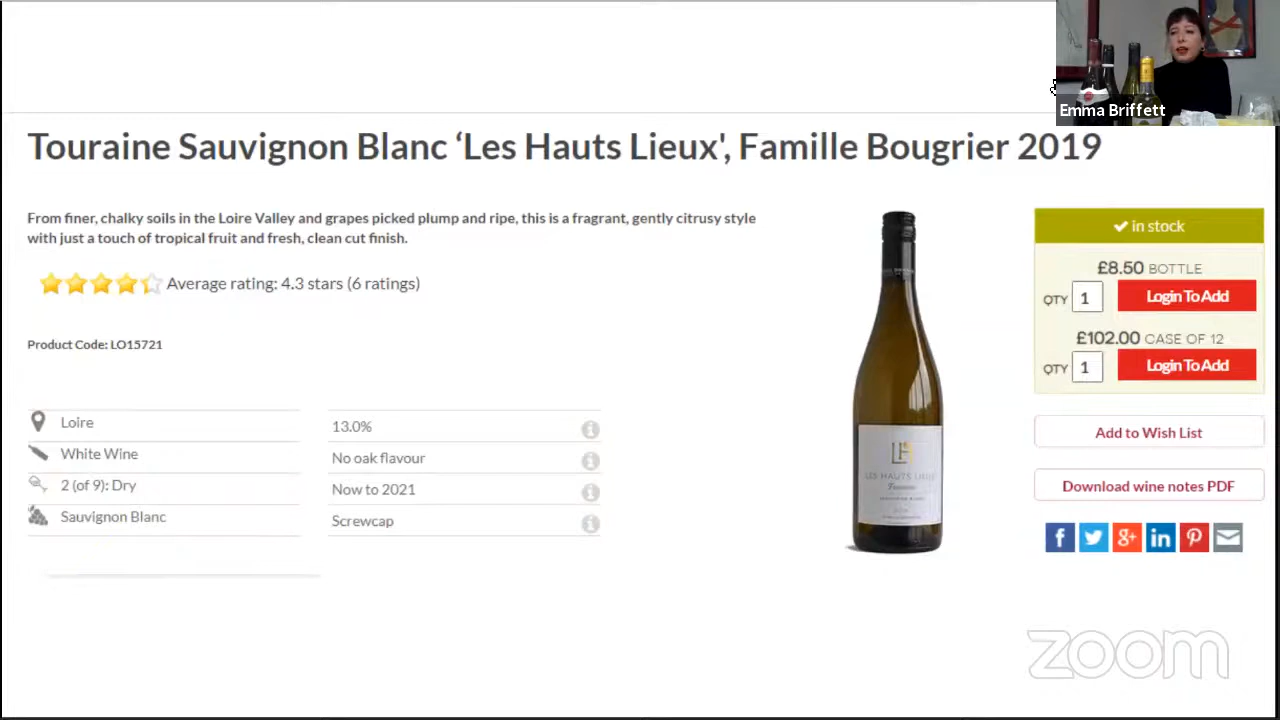 Emma Briffett
Touraine Sauvignon Blanc ‘Les Hauts Lieux', Famille Bougrier 2019
From finer, chalky soils in the Loire Valley and grapes picked plump and ripe, this is a fragrant, gently citrusy style
with just a touch of tropical fruit and fresh, clean cut finish.
Average rating: 4.3 stars (6 ratings)
Product Code: LO15721
Loire
White Wine
2 (of 9): Dry
Sauvignon Blanc
13.0%
No oak flavour
Now to 2021
Screwcap
LH
LES HAUTS LIEUX
Touraine
SAUVIGNON BLANC
in stock
£8.50 BOTTLE
QTY 1 Login To Add
£102.00 CASE OF 12
QTY 1 Login To Add
Add to Wish List
Download wine notes PDF
f g+ in
zoom